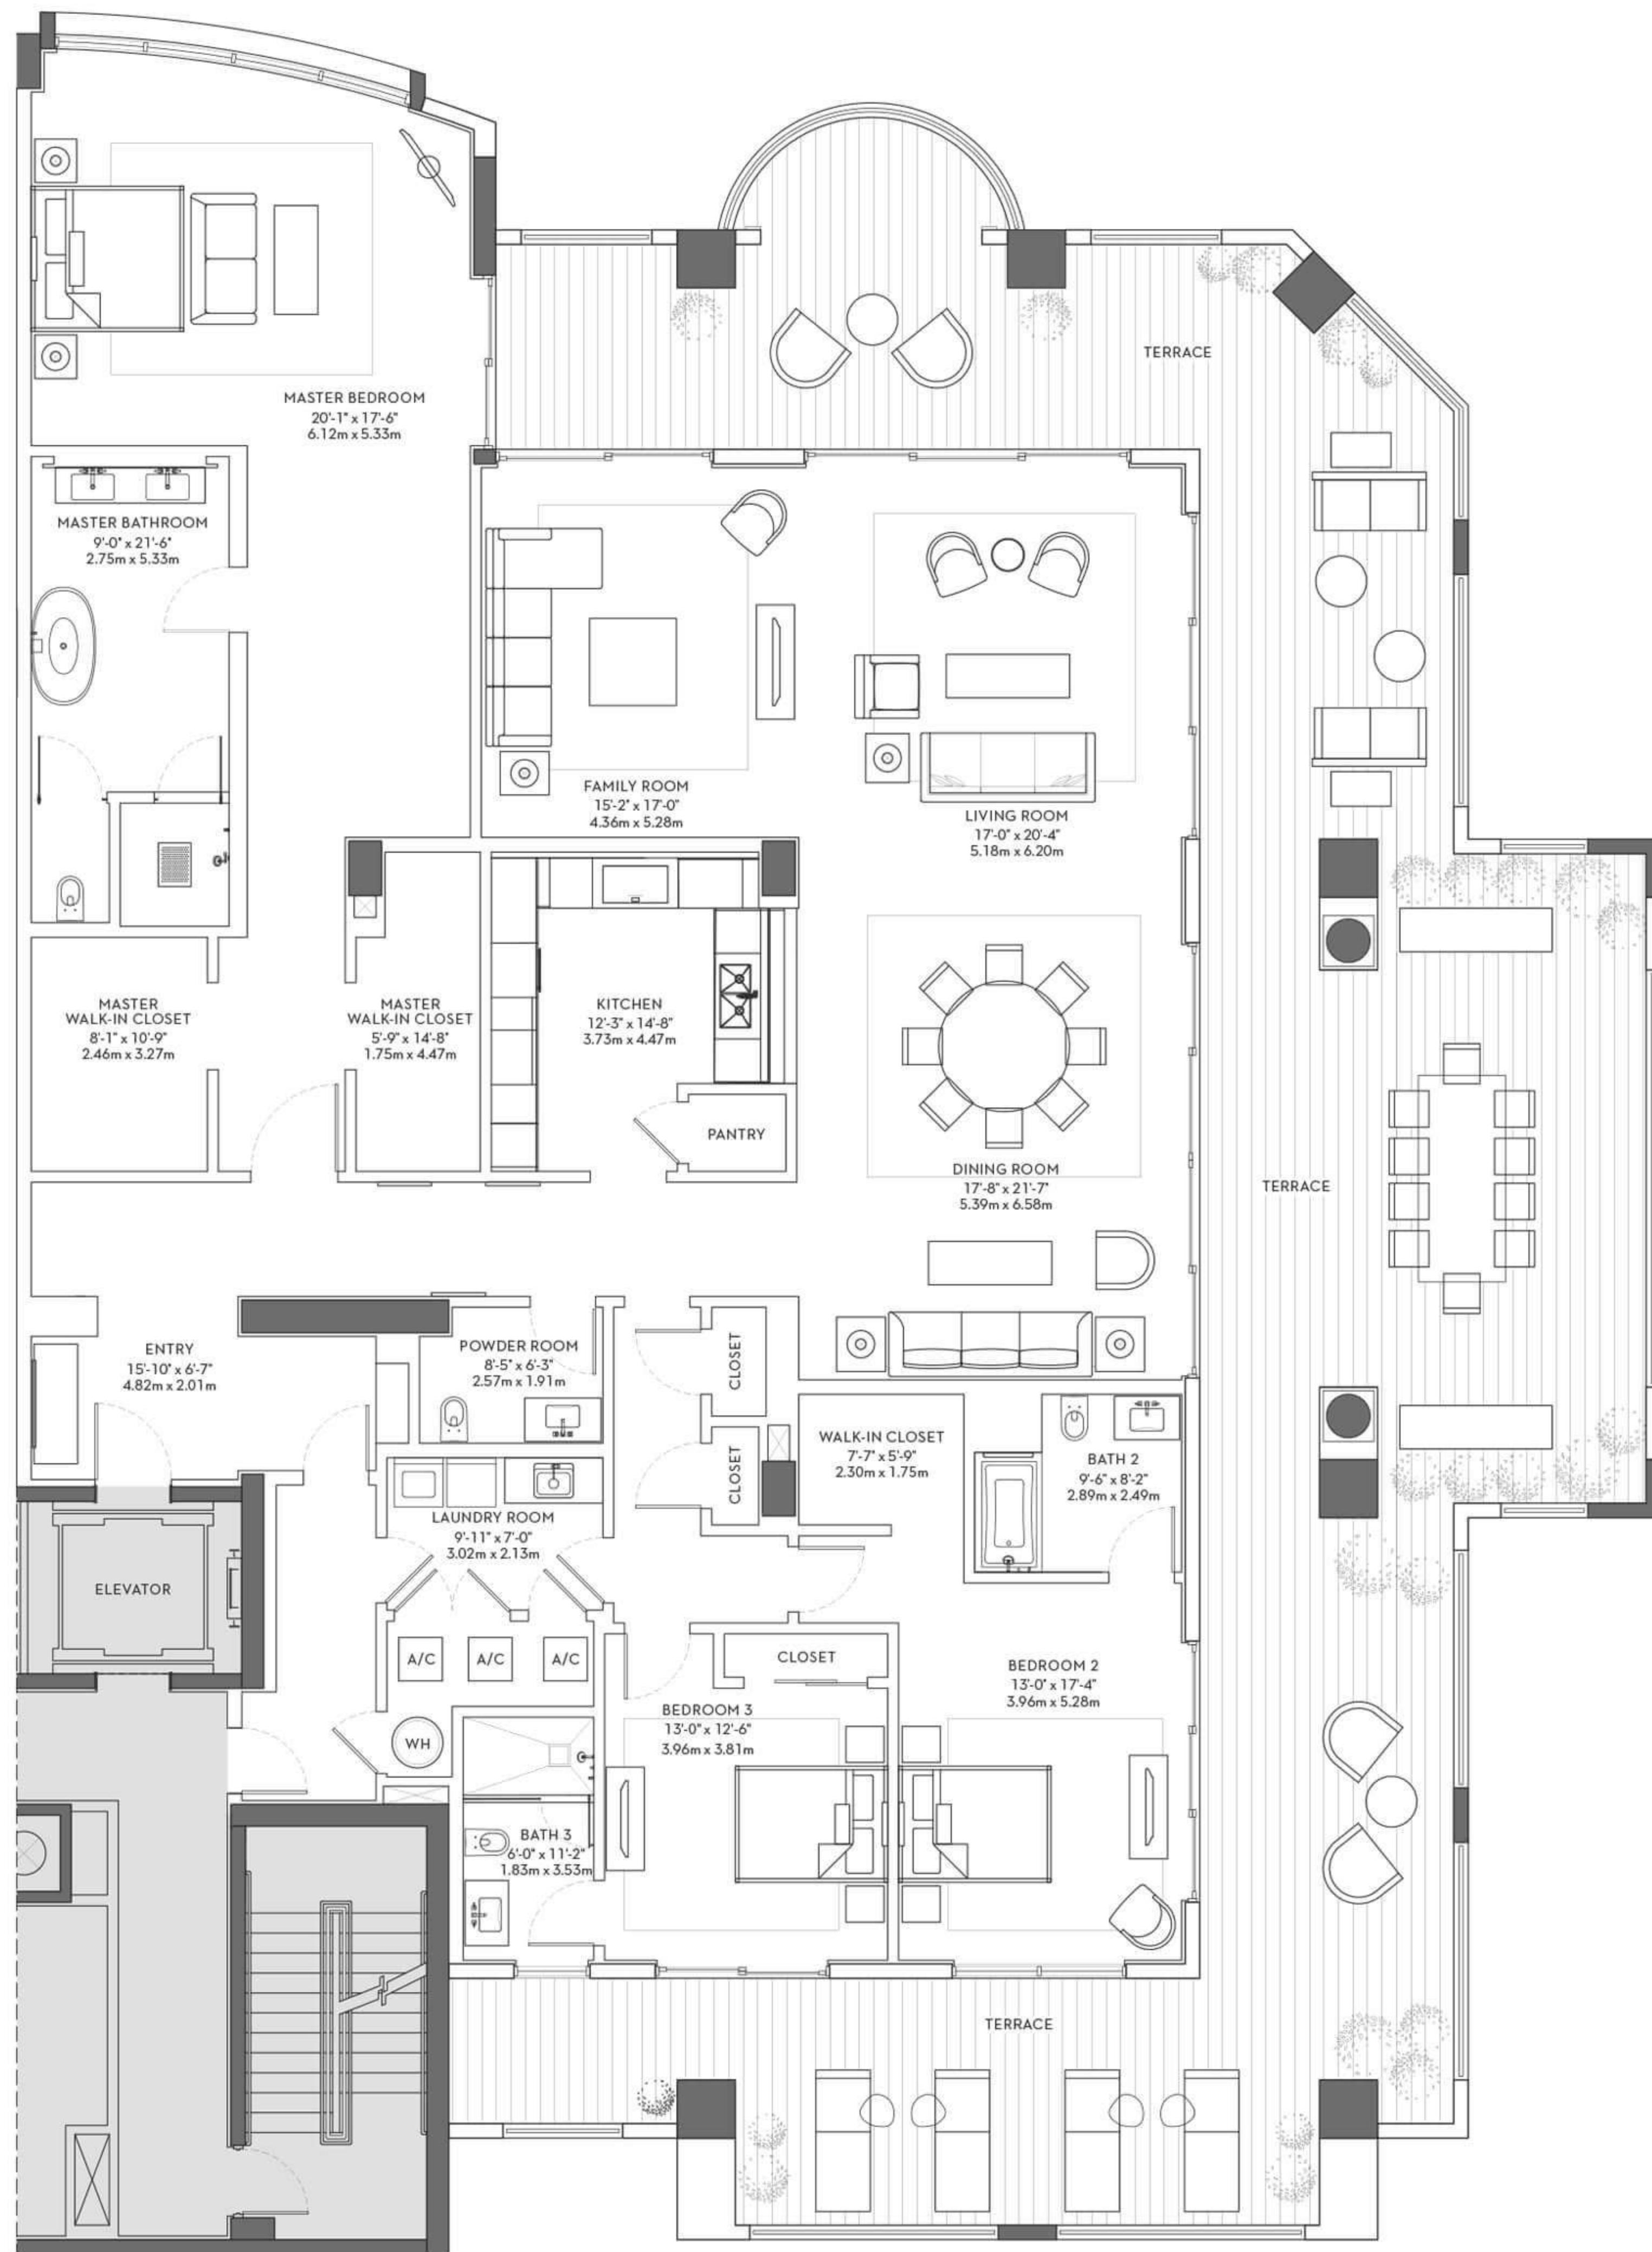 TERRACE
MASTER BEDROOM
20'-1" x 17'-6"
6.12m x 5.33m
MASTER BATHROOM
9'-0" x 21'-6"
2.75m x 5.33m
FAMILY ROOM
15'-2" x 17'-0"
4.36m x 5.28m
LIVING ROOM
17'-0" x 20'-4"
5.18m x 6.20m
MASTER
WALK-IN CLOSET
8'-1" x 10'-9"
2.46m x 3.27m
MASTER
WALK-IN CLOSET
5'-9" x 14'-8"
1.75m x 4.47m
KITCHEN
12'-3" x 14'-8"
3.73m x 4.47m
PANTRY
DINING ROOM
17'-8" x 21'-7"
5.39m x 6.58m
TERRACE
ENTRY
15'-10" x 6'-7"
4.82m x 2.01m
POWDER ROOM
8'-5" x 6'-3"
2.57m x 1.91m
CLOSET
CLOSET
WALK-IN CLOSET
7'-7" x 5'-9"
2.30m x 1.75m
BATH 2
9'-6" x 8'-2"
2.89m x 2.49m
LAUNDRY ROOM
9'-11" x 7'-0"
3.02m x 2.13m
ELEVATOR
A/C
A/C
A/C
CLOSET
BEDROOM 2
13'-0" x 17'-4"
3.96m x 5.28m
BEDROOM 3
13'-0" x 12'-6"
3.96m x 3.81m
WH
BATH 3
6'-0" x 11'-2"
1.83m x 3.53m
TERRACE